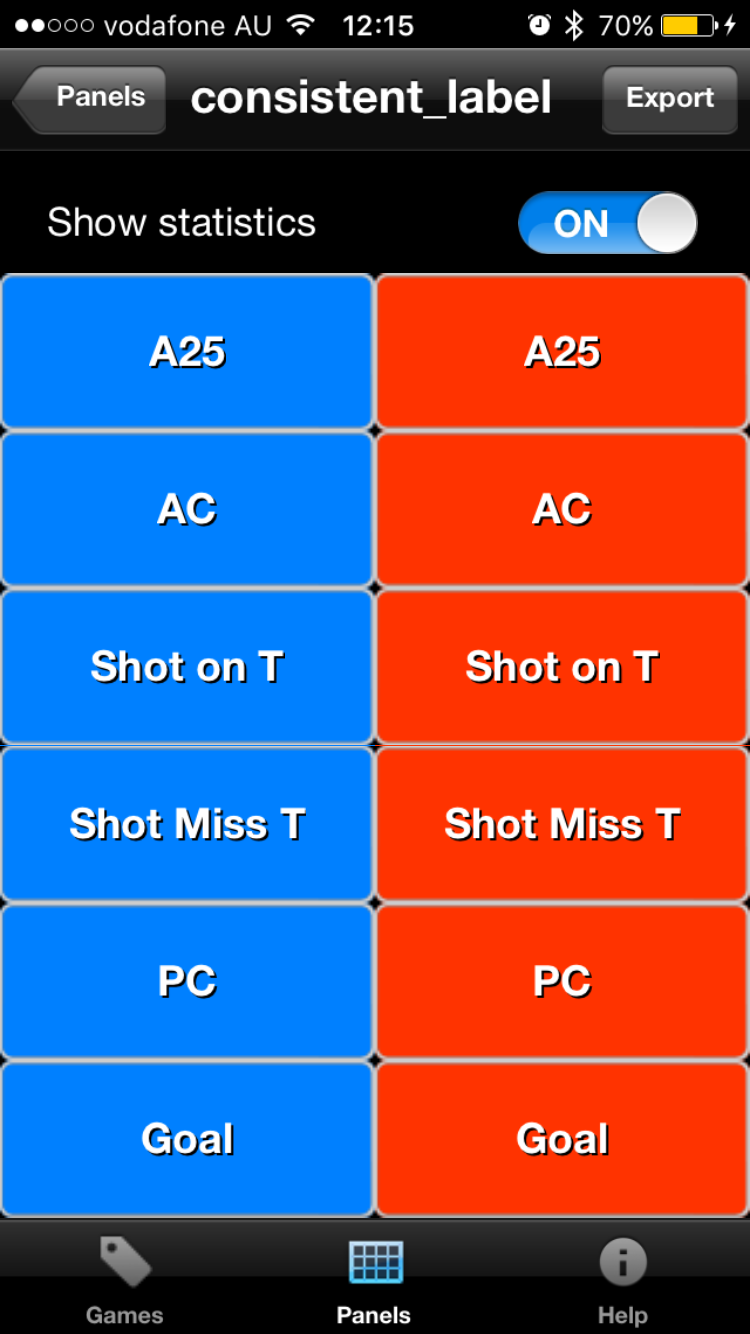 vodafone AU 12:15 70%
Panels consistent_label Export
Show statistics ON
A25 A25
AC AC
Shot on T Shot on T
Shot Miss T Shot Miss T
PC PC
Goal Goal
Games Panels Help